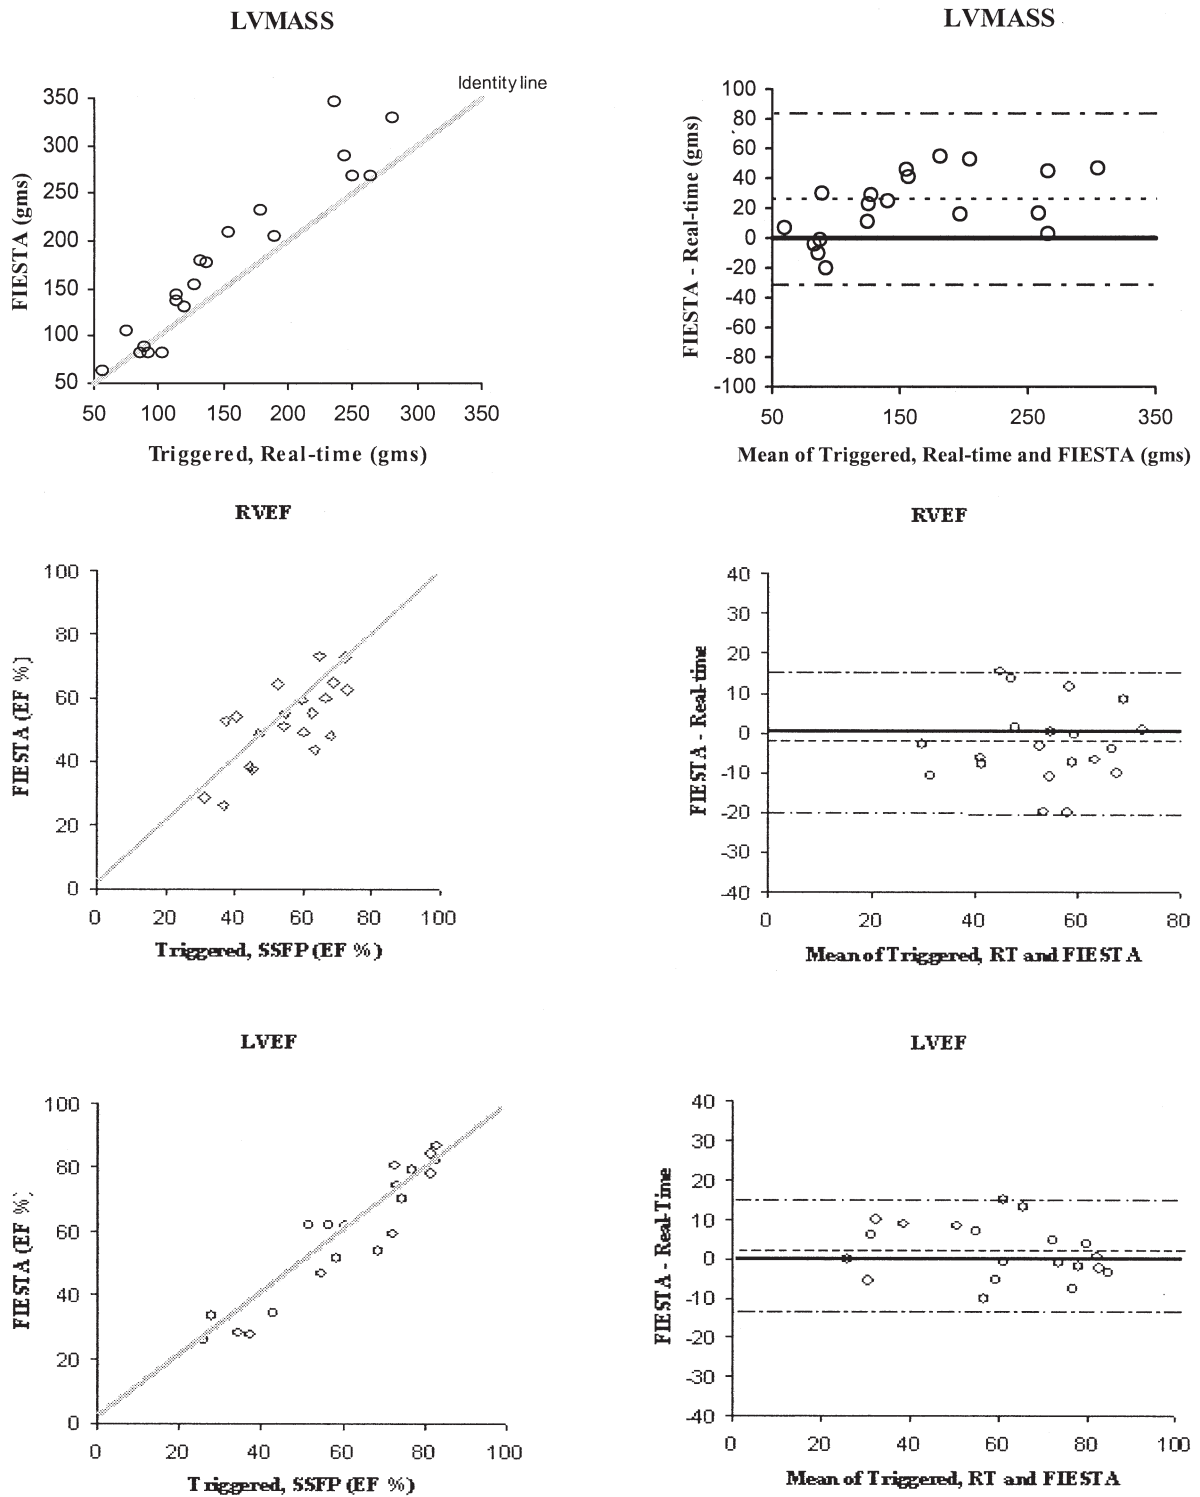 LVMASS
LVMASS
Identity line
350
300
250
200
150
100
50
FIESTA (gms)
50 100 150 200 250 300 350
Triggered, Real-time (gms)
100
80
60
40
20
0
-20
-40
-60
-80
-100
FIESTA - Real-time (gms)
50 150 250 350
Mean of Triggered, Real-time and FIESTA (gms)
RVEF
RVEF
100
80
60
40
20
0
FIESTA (EF %)
0 20 40 60 80 100
Triggered, SSFP (EF %)
40
30
20
10
0
-10
-20
-30
-40
FIESTA - Real-time
0 20 40 60 80
Mean of Triggered, RT and FIESTA
LVEF
LVEF
100
80
60
40
20
0
FIESTA (EF %)
0 20 40 60 80 100
Triggered, SSFP (EF %)
40
30
20
10
0
-10
-20
-30
-40
FIESTA - Real-Time
0 20 40 60 80 100
Mean of Triggered, RT and FIESTA